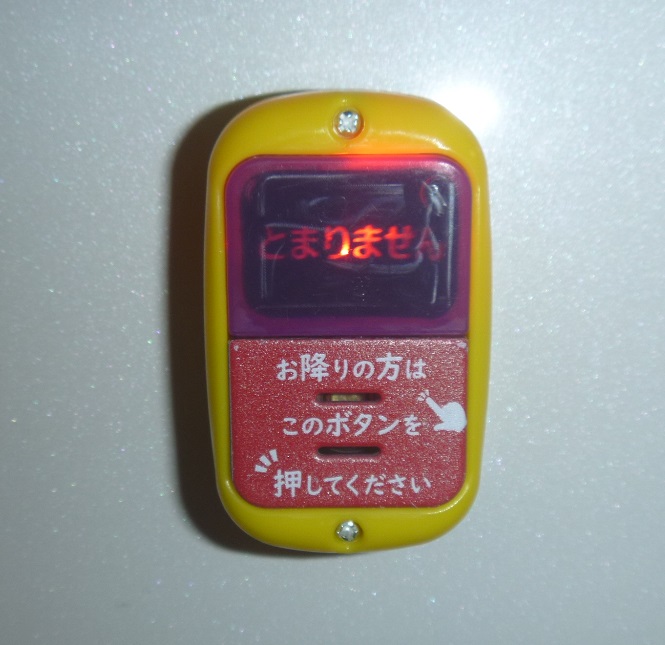 とまりません
お降りの方は
このボタンを
押してください